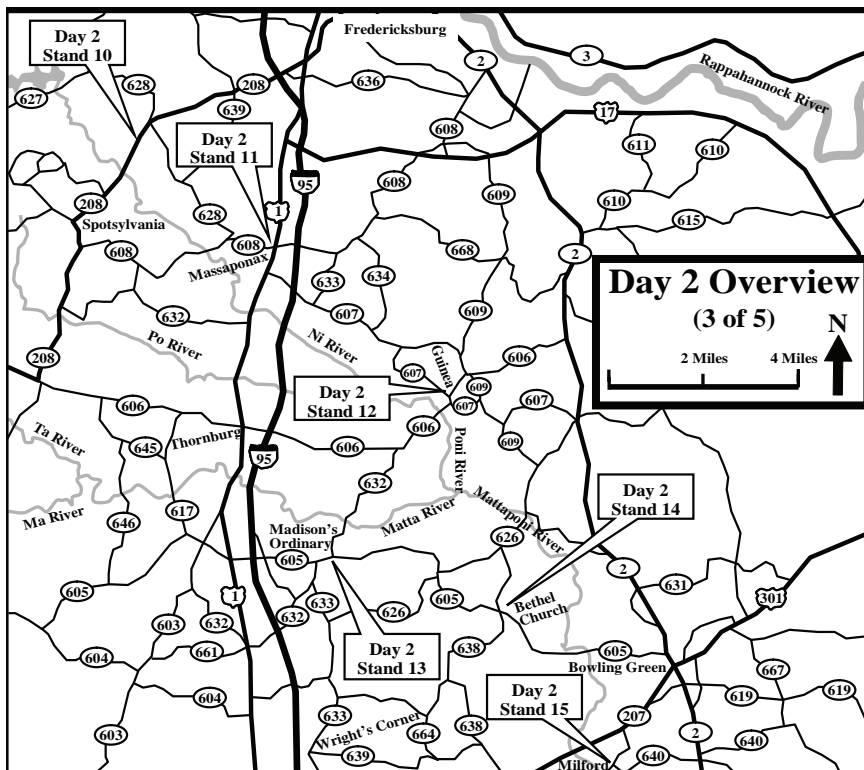 Fredericksburg
Day 2
Stand 10
2
3
Rappahannock River
628
208
636
627
639
17
Day 2
Stand 11
608
611
610
95
608
609
208
1
610
628
615
Spotsylvania
608
608
668
2
Massaponax
633
634
Day 2 Overview
(3 of 5)
N
2 Miles
4 Miles
632
607
609
Po River
Ni River
208
Guinea
606
607
609
Day 2
Stand 12
607
607
606
606
Ta River
Thornburg
645
606
609
95
Poni River
632
Day 2
Stand 14
Ma River
646
617
Madison's
Ordinary
Matta River
Mattaponi River
626
605
2
631
605
1
633
626
605
Bethel
Church
301
603
632
632
Day 2
Stand 13
638
605
604
661
Bowling Green
667
Day 2
Stand 15
604
633
619
619
207
603
Wright's Corner
664
638
2
639
Milford
640
640